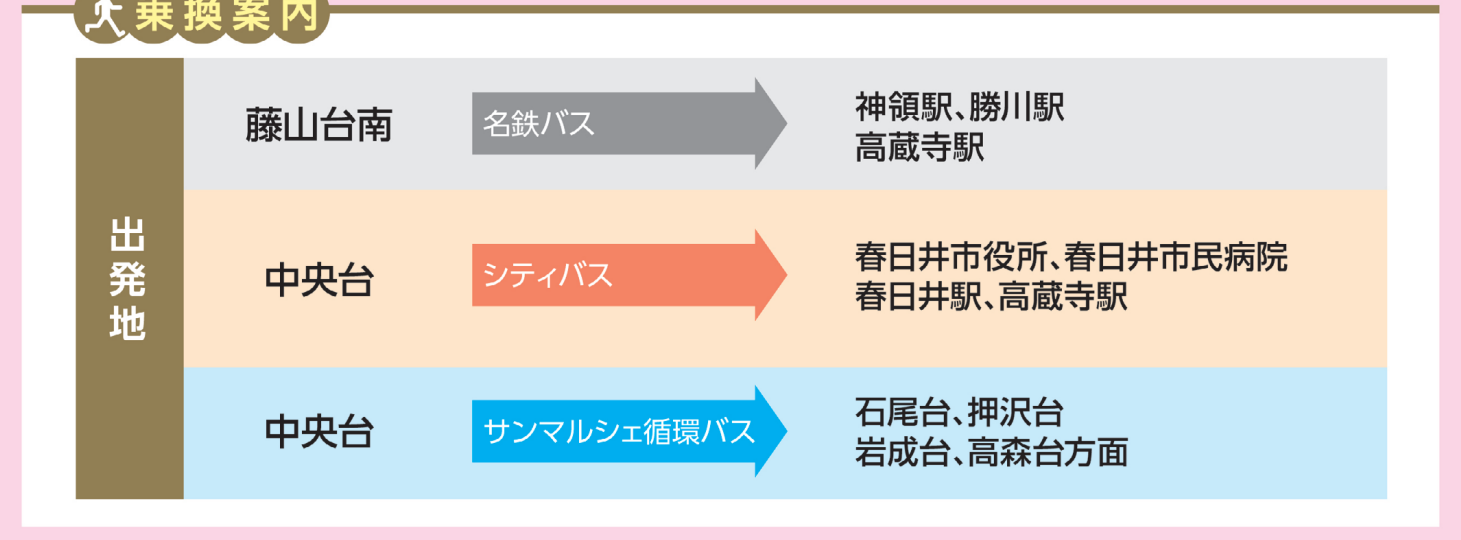 乗換案内
出発地
藤山台南
名鉄バス
神領駅、勝川駅
高蔵寺駅
中央台
シティバス
春日井市役所、春日井市民病院
春日井駅、高蔵寺駅
中央台
サンマルシェ循環バス
石尾台、押沢台
岩成台、高森台方面